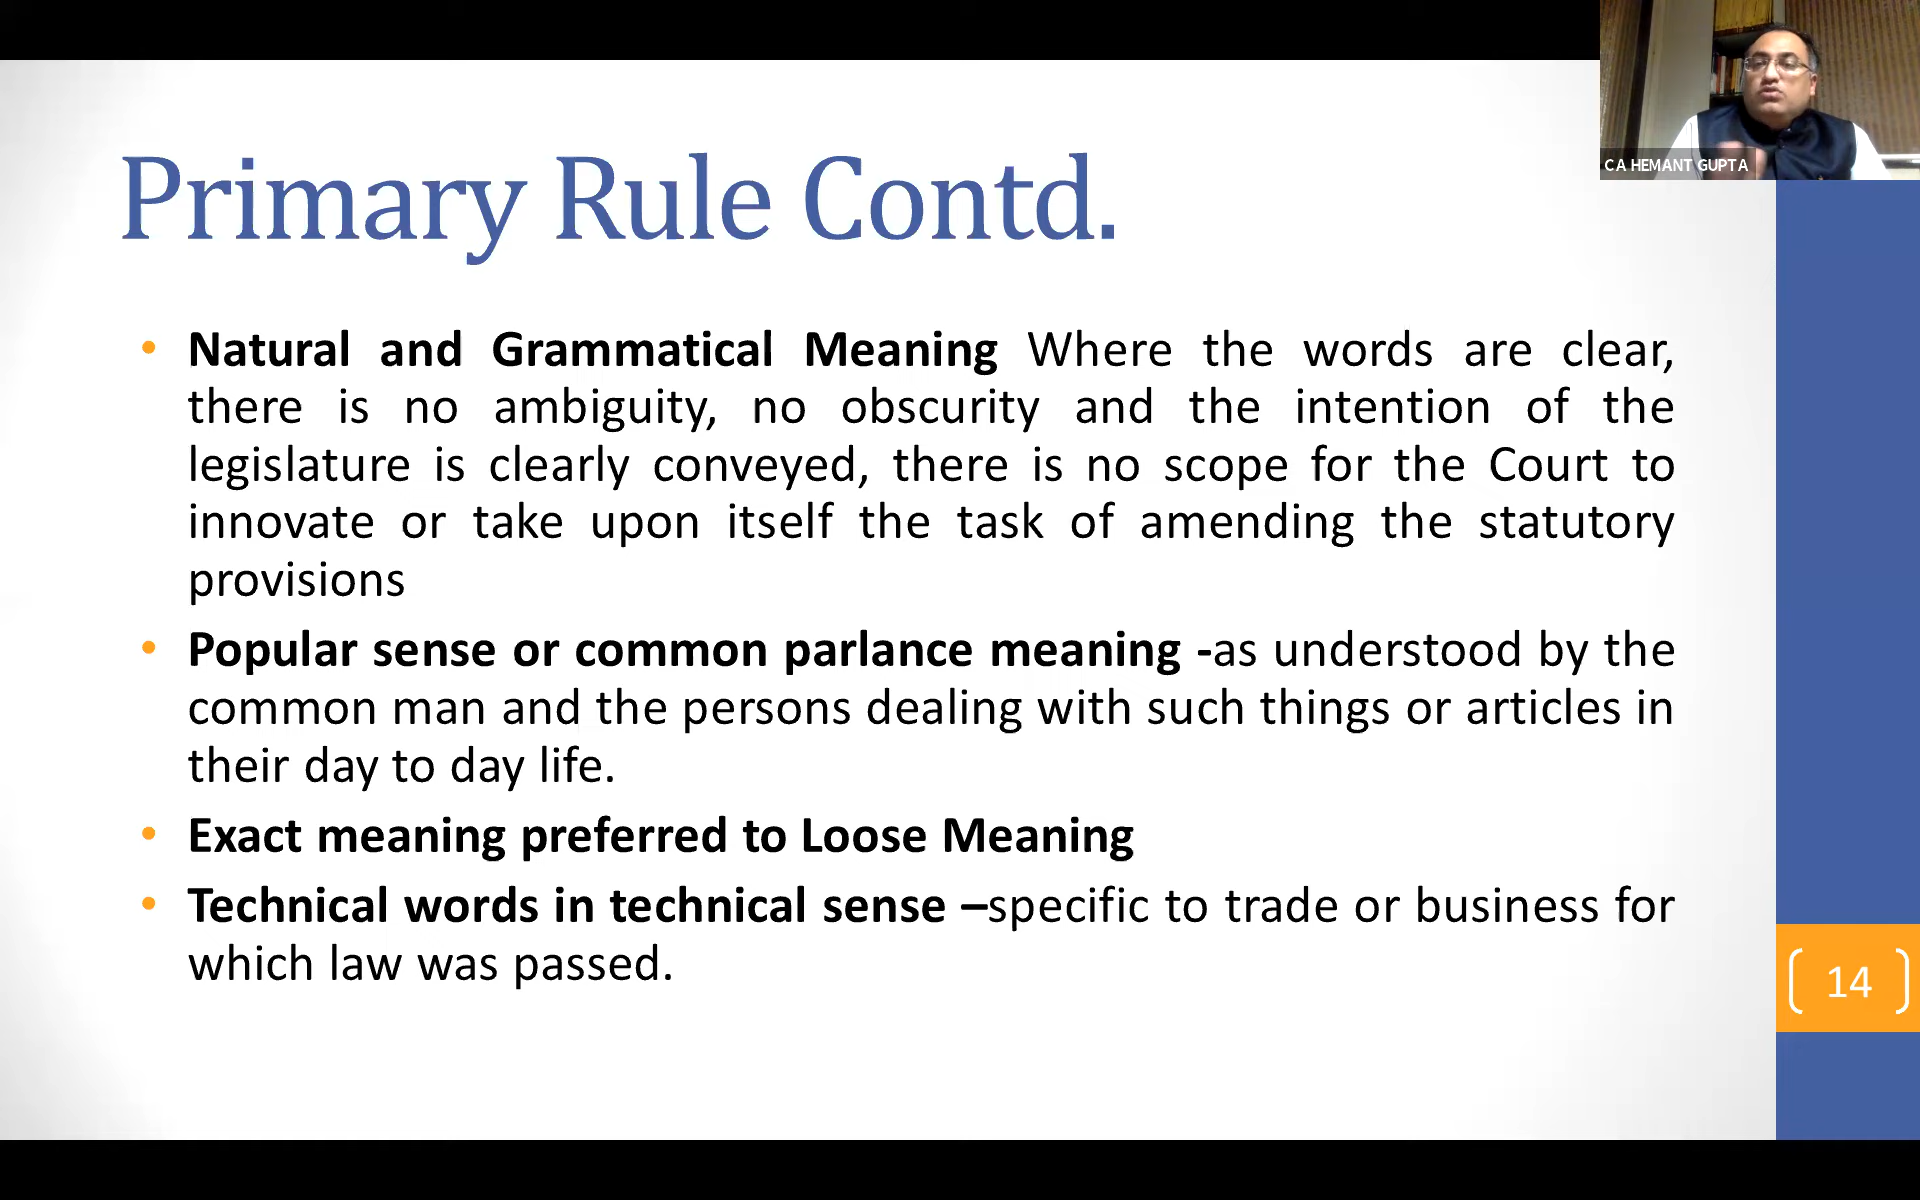 CA HEMANT GUPTA
Primary Rule Contd.
• Natural and Grammatical Meaning Where the words are clear,
there is no ambiguity, no obscurity and the intention of the
legislature is clearly conveyed, there is no scope for the Court to
innovate or take upon itself the task of amending the statutory
provisions
• Popular sense or common parlance meaning -as understood by the
common man and the persons dealing with such things or articles in
their day to day life.
• Exact meaning preferred to Loose Meaning
• Technical words in technical sense –specific to trade or business for
which law was passed.
14